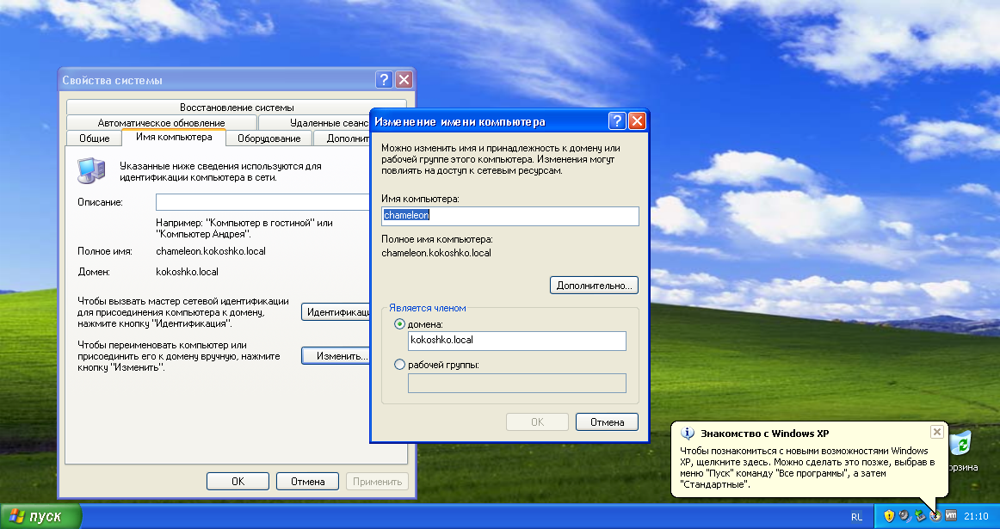 Свойства системы
Восстановление системы
Автоматическое обновление
Удаленные сеанс
Общие
Имя компьютера
Оборудование
Дополнит
Указанные ниже сведения используются для
идентификации компьютера в сети.
Описание:
Например: "Компьютер в гостиной" или
"Компьютер Андрея".
Полное имя:
chameleon.kokoshko.local
Домен:
kokoshko.local
Чтобы вызвать мастер сетевой идентификации
для присоединения компьютера к домену,
нажмите кнопку "Идентификация".
Идентификаци
Чтобы переименовать компьютер или
присоединить его к домену вручную, нажмите
кнопку "Изменить".
Изменить...
OK
Отмена
Применить
Изменение имени компьютера
Можно изменить имя и принадлежность к домену или
рабочей группе этого компьютера. Изменения могут
повлиять на доступ к сетевым ресурсам.
Имя компьютера:
chameleon
Полное имя компьютера:
chameleon.kokoshko.local
Дополнительно...
Является членом
домена:
kokoshko.local
рабочей группы:
OK
Отмена
Знакомство с Windows XP
Чтобы познакомиться с новыми возможностями Windows
XP, щелкните здесь. Можно сделать это позже, выбрав в
меню "Пуск" команду "Все программы", а затем
"Стандартные".
орзина
пуск
RL
vm
21:10